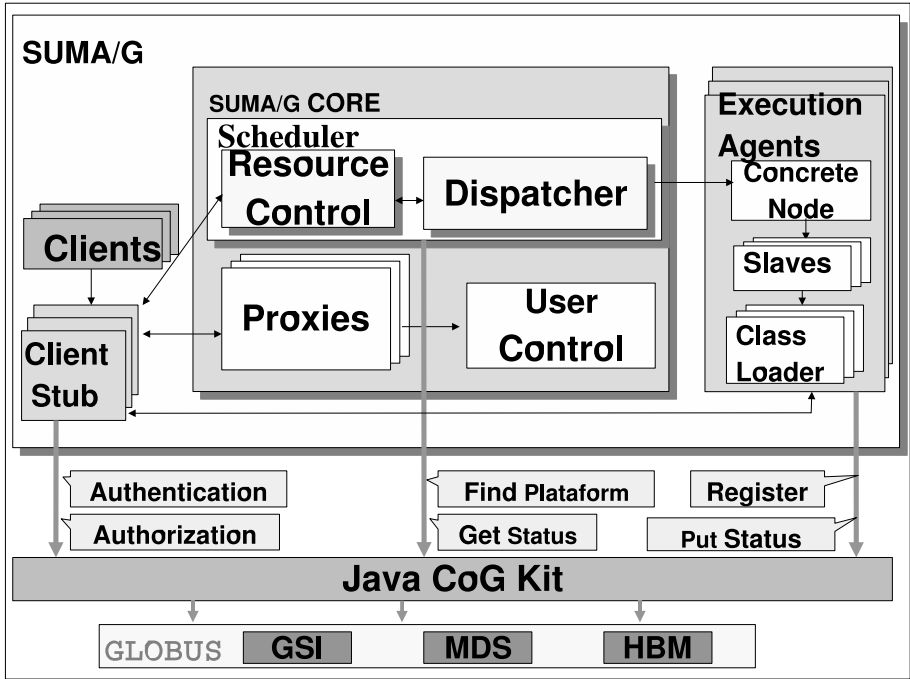 SUMA/G
SUMA/G CORE
Scheduler
Resource
Control
Dispatcher
Execution
Agents
Concrete
Node
Clients
Slaves
Proxies
User
Control
Client
Stub
Class
Loader
Authentication
Authorization
Find Plataform
Get Status
Register
Put Status
Java CoG Kit
GLOBUS
GSI
MDS
HBM